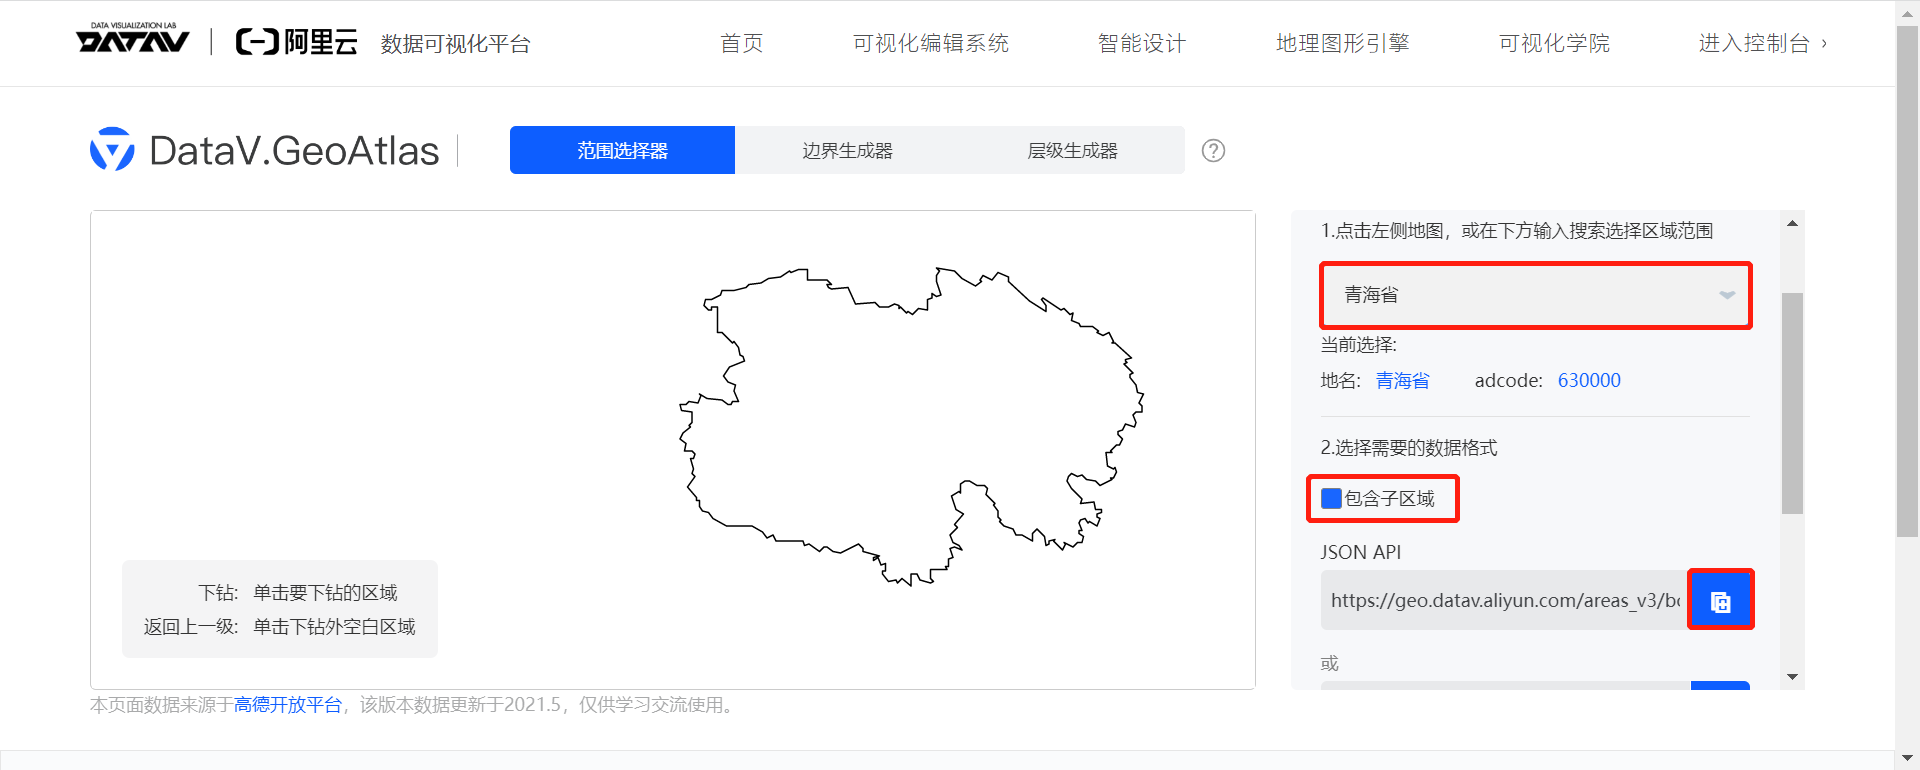 DATA VISUALIZATION LAB
DATAV
阿里云
数据可视化平台
首页
可视化编辑系统
智能设计
地理图形引擎
可视化学院
进入控制台 ›
DataV.GeoAtlas
范围选择器
边界生成器
层级生成器
?
1.点击左侧地图，或在下方输入搜索选择区域范围
青海省
当前选择:
地名: 青海省 adcode: 630000
2.选择需要的数据格式
包含子区域
JSON API
https://geo.datav.aliyun.com/areas_v3/bo
或
下钻: 单击要下钻的区域
返回上一级: 单击下钻外空白区域
本页面数据来源于高德开放平台，该版本数据更新于2021.5，仅供学习交流使用。